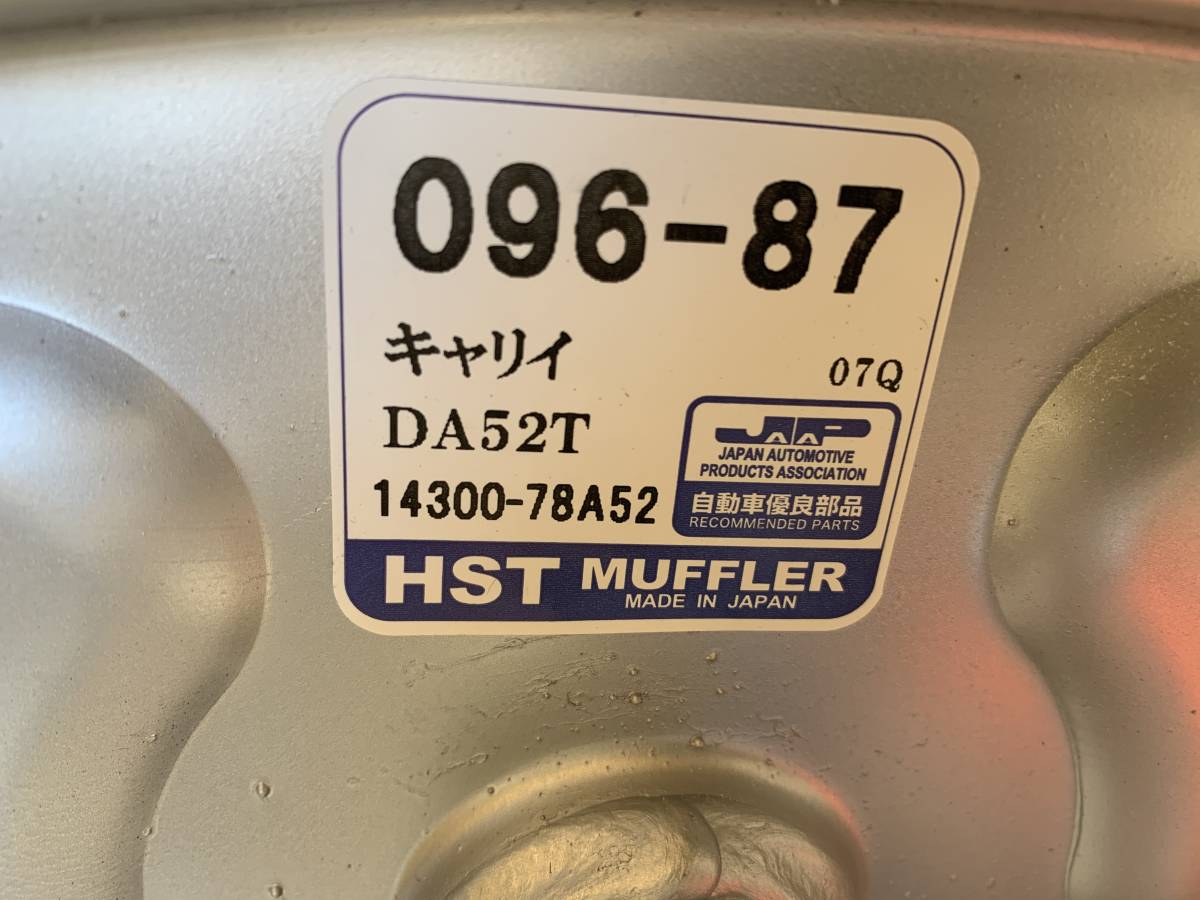 096-87
キャリイ
07Q
DA52T
14300-78A52
JAPA
JAPAN AUTOMOTIVE
PRODUCTS ASSOCIATION
自動車優良部品
RECOMMENDED PARTS
HST MUFFLER
MADE IN JAPAN